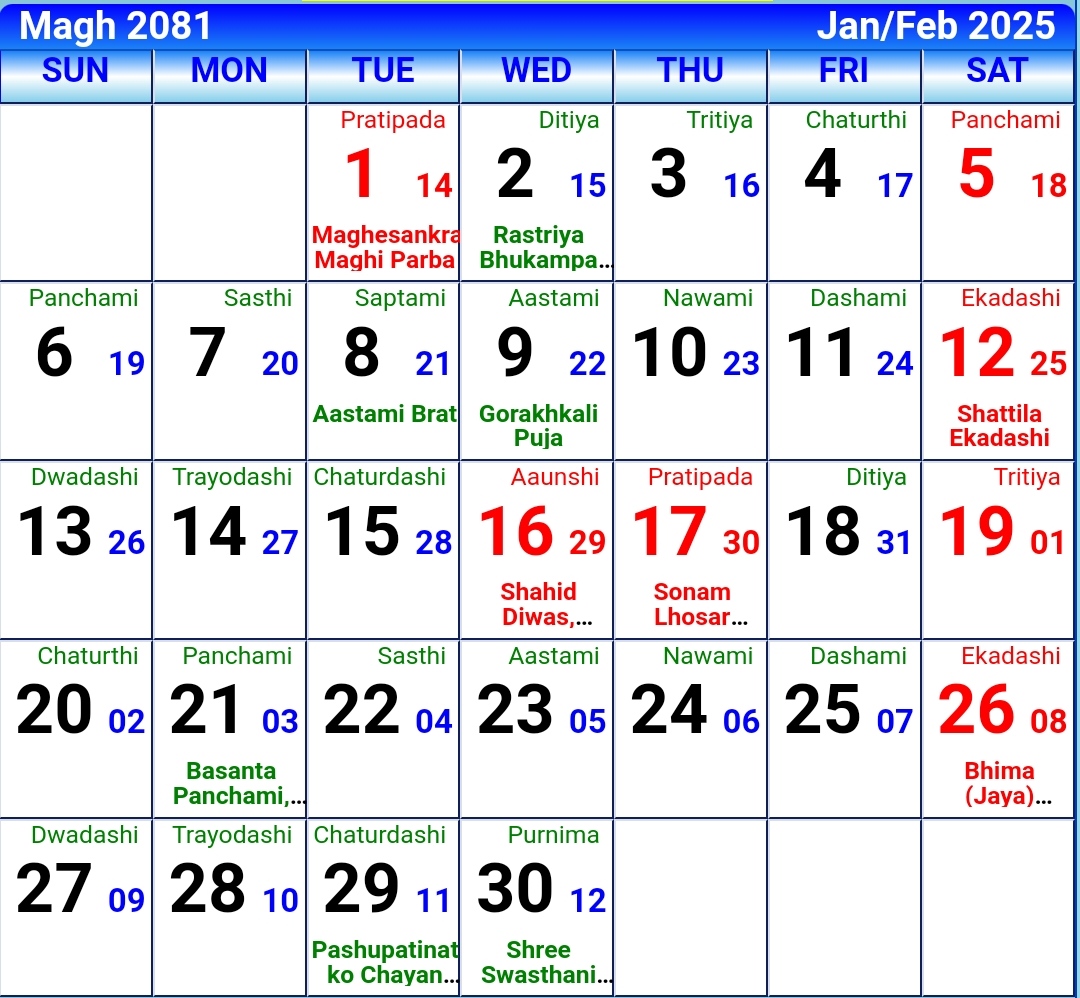 Magh 2081 Jan/Feb 2025
SUN MON TUE WED THU FRI SAT
Pratipada Ditiya Tritiya Chaturthi Panchami
1 14 2 15 3 16 4 17 5 18
Maghesankra Rastriya
Maghi Parba Bhukampa...
Panchami Sasthi Saptami Aastami Nawami Dashami Ekadashi
6 19 7 20 8 21 9 22 10 23 11 24 12 25
Aastami Brat Gorakhkali Shattila
Puja Ekadashi
Dwadashi Trayodashi Chaturdashi Aaunshi Pratipada Ditiya Tritiya
13 26 14 27 15 28 16 29 17 30 18 31 19 01
Shahid Sonam
Diwas,... Lhosar...
Chaturthi Panchami Sasthi Aastami Nawami Dashami Ekadashi
20 02 21 03 22 04 23 05 24 06 25 07 26 08
Basanta Bhima
Panchami,... (Jaya)...
Dwadashi Trayodashi Chaturdashi Purnima
27 09 28 10 29 11 30 12
Pashupatinat Shree
ko Chayan... Swasthani...